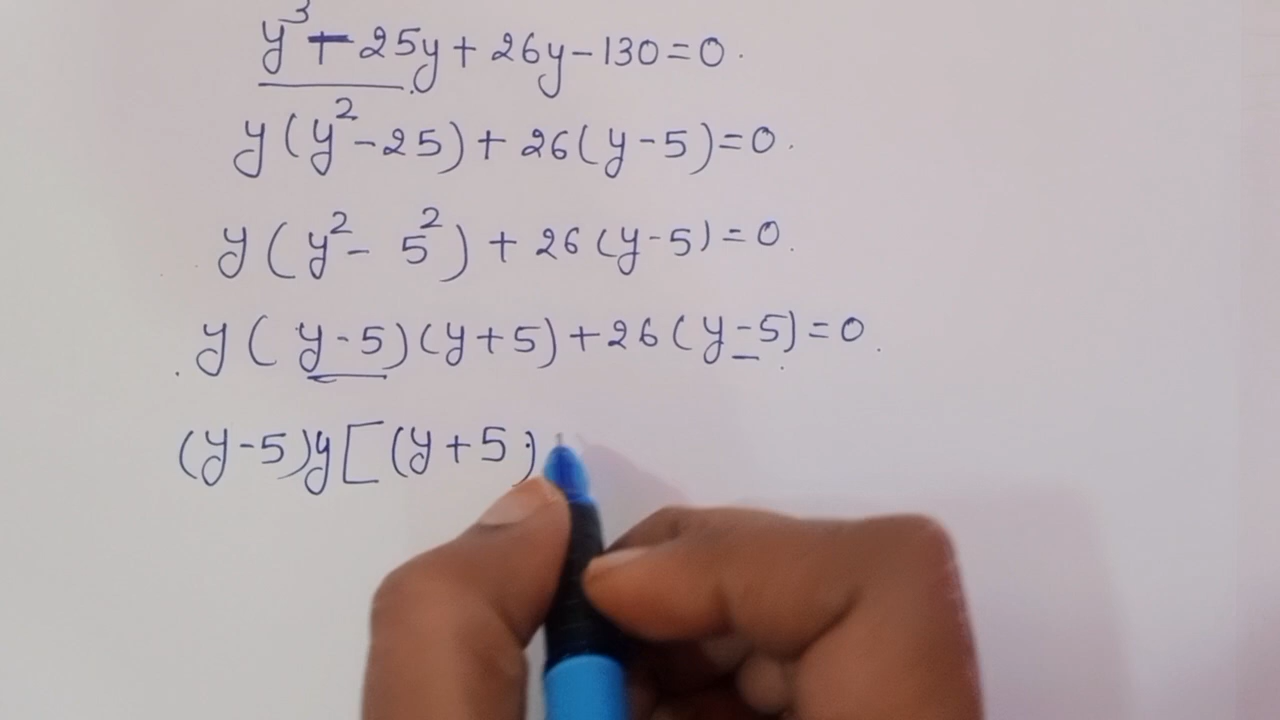 y³ - 25y + 26y - 130 = 0.
y(y² - 25) + 26(y - 5) = 0.
y(y² - 5²) + 26(y - 5) = 0.
y(y - 5)(y + 5) + 26(y - 5) = 0.
(y - 5)y[(y + 5)